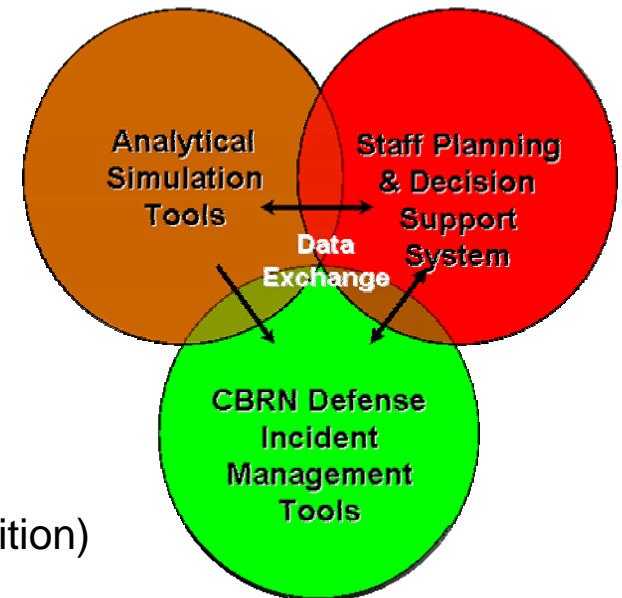 Analytical
Simulation
Tools
Staff Planning
& Decision
Support
System
Data
Exchange
CBRN Defense
Incident
Management
Tools
ition)